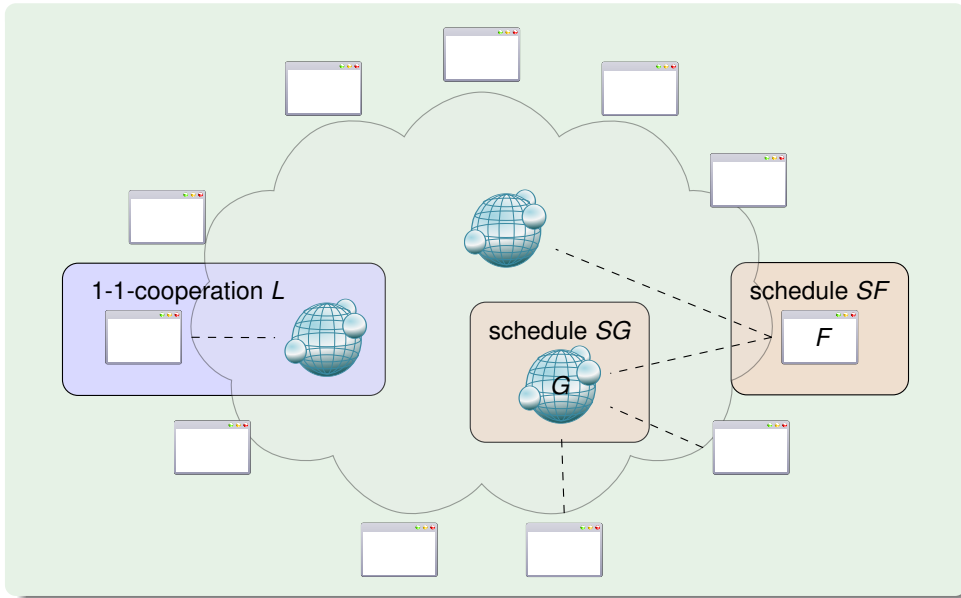 1-1-cooperation L
schedule SG
G
schedule SF
F